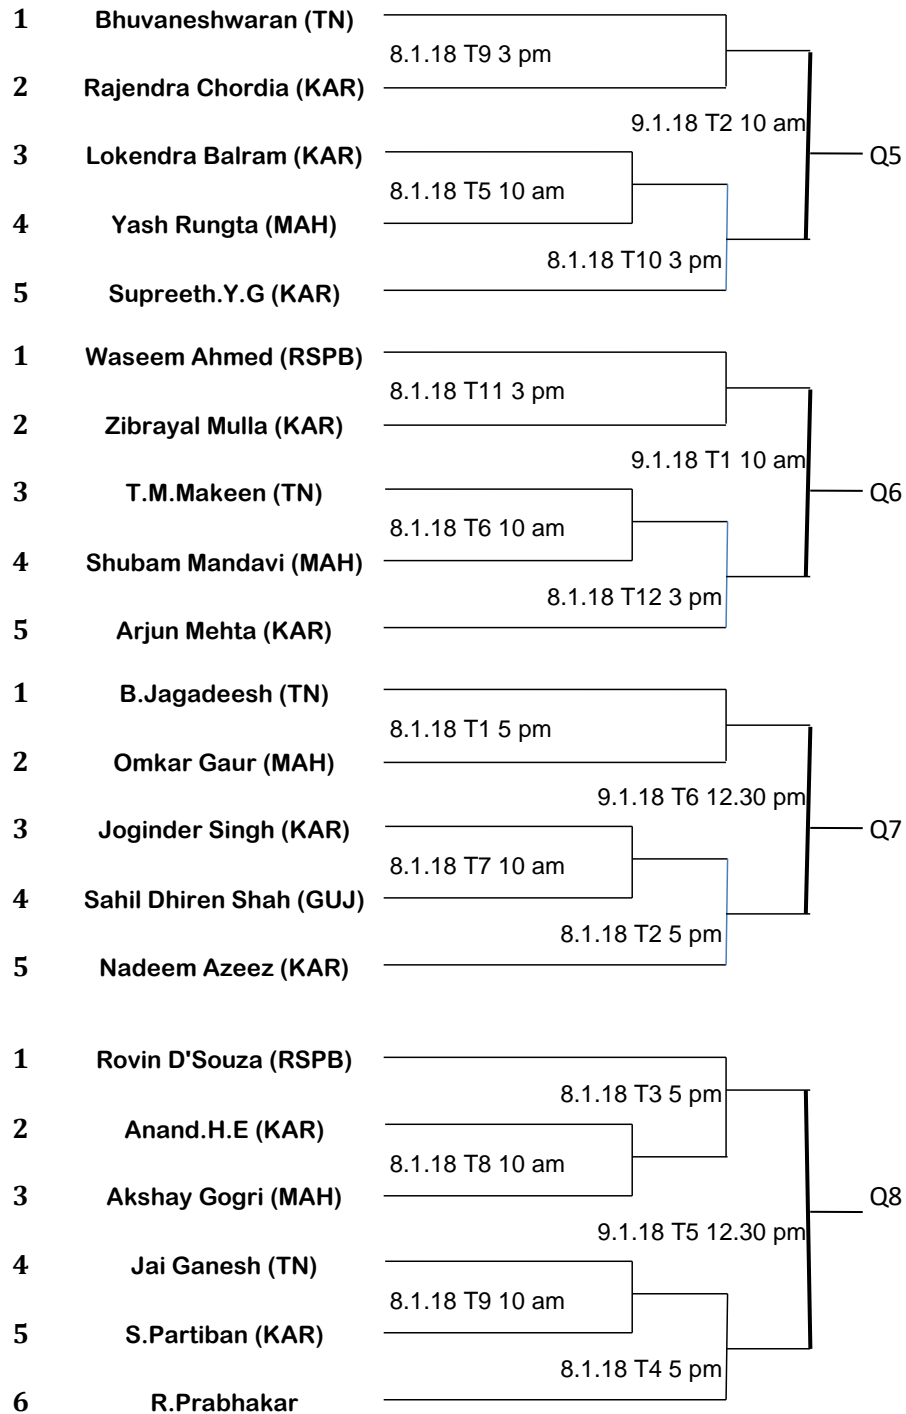 1 Bhuvaneshwaran (TN)
8.1.18 T9 3 pm
2 Rajendra Chordia (KAR)
9.1.18 T2 10 am
3 Lokendra Balram (KAR)
Q5
8.1.18 T5 10 am
4 Yash Rungta (MAH)
8.1.18 T10 3 pm
5 Supreeth.Y.G (KAR)
1 Waseem Ahmed (RSPB)
8.1.18 T11 3 pm
2 Zibrayal Mulla (KAR)
9.1.18 T1 10 am
3 T.M.Makeen (TN)
Q6
8.1.18 T6 10 am
4 Shubam Mandavi (MAH)
8.1.18 T12 3 pm
5 Arjun Mehta (KAR)
1 B.Jagadeesh (TN)
8.1.18 T1 5 pm
2 Omkar Gaur (MAH)
9.1.18 T6 12.30 pm
3 Joginder Singh (KAR)
Q7
8.1.18 T7 10 am
4 Sahil Dhiren Shah (GUJ)
8.1.18 T2 5 pm
5 Nadeem Azeez (KAR)
1 Rovin D'Souza (RSPB)
8.1.18 T3 5 pm
2 Anand.H.E (KAR)
8.1.18 T8 10 am
3 Akshay Gogri (MAH)
Q8
9.1.18 T5 12.30 pm
4 Jai Ganesh (TN)
8.1.18 T9 10 am
5 S.Partiban (KAR)
8.1.18 T4 5 pm
6 R.Prabhakar